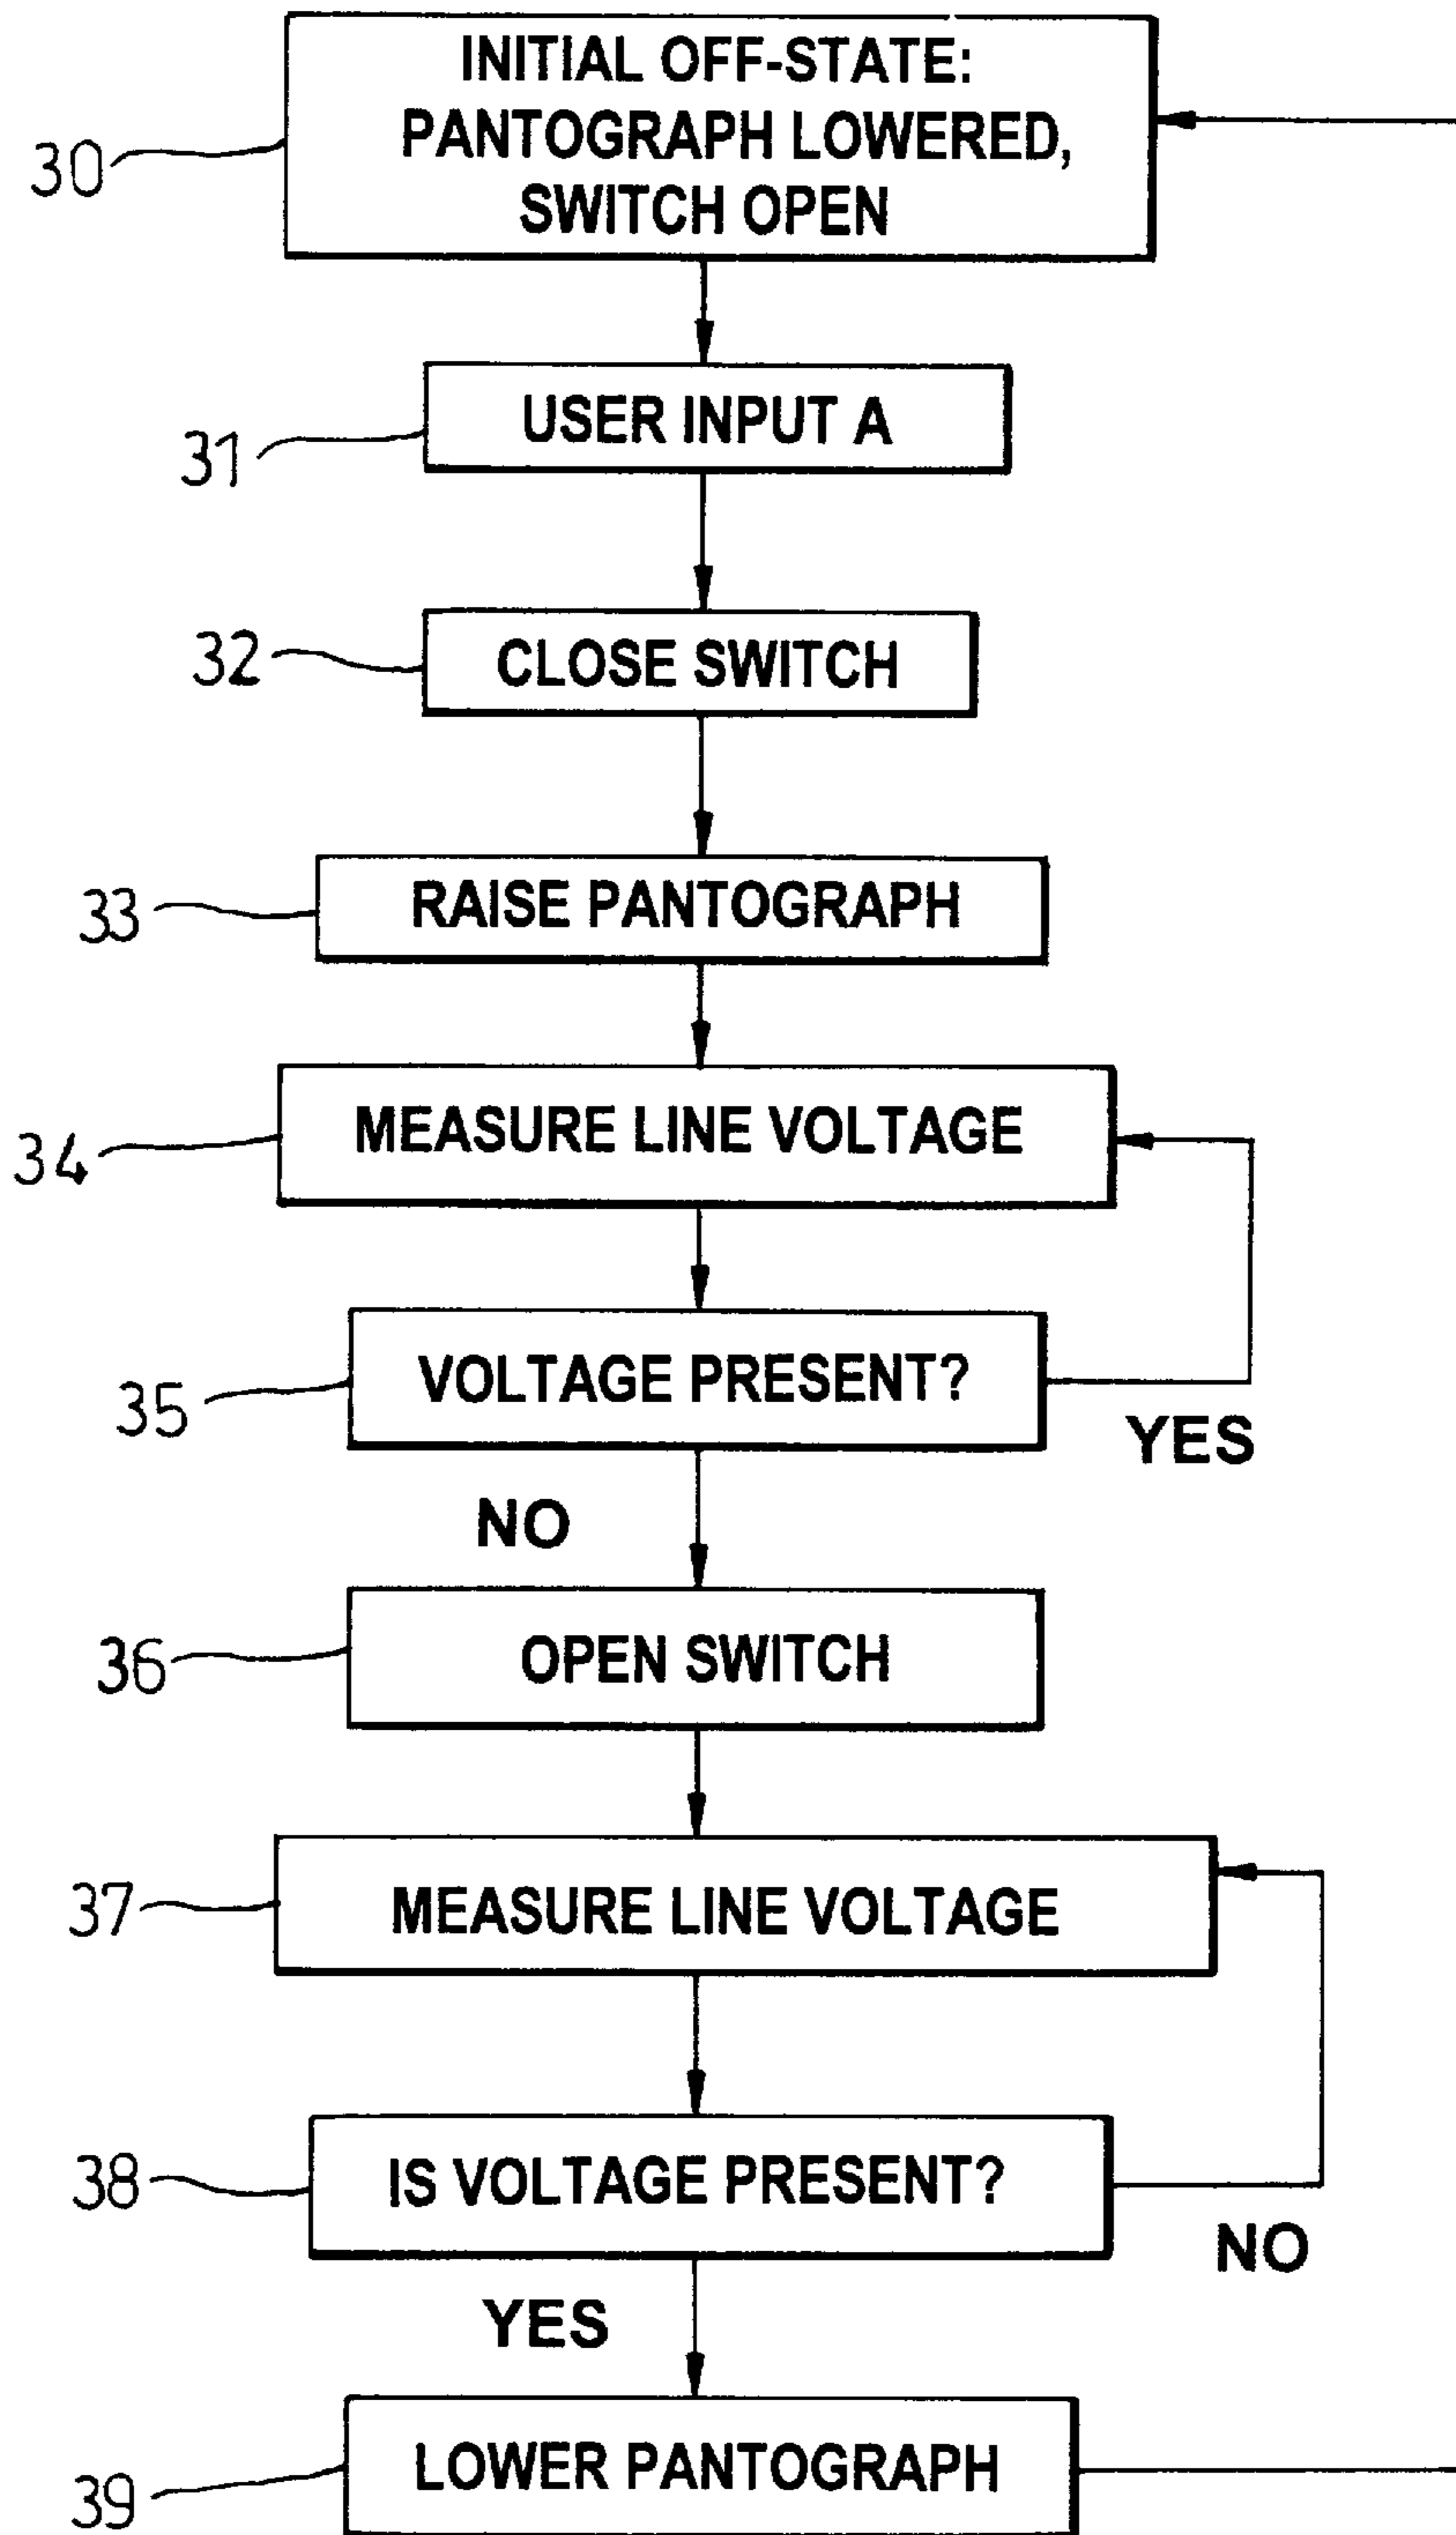 INITIAL OFF-STATE:
PANTOGRAPH LOWERED,
SWITCH OPEN
30
USER INPUT A
31
CLOSE SWITCH
32
RAISE PANTOGRAPH
33
MEASURE LINE VOLTAGE
34
VOLTAGE PRESENT?
35
YES
NO
OPEN SWITCH
36
MEASURE LINE VOLTAGE
37
IS VOLTAGE PRESENT?
38
NO
YES
LOWER PANTOGRAPH
39